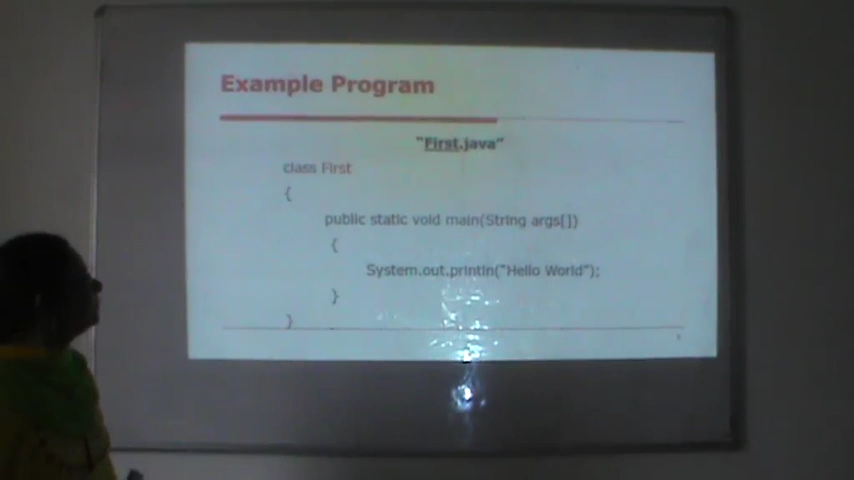 Example Program
"First.java"
class First
{
public static void main(String args[])
{
System.out.println("Hello World");
}
}